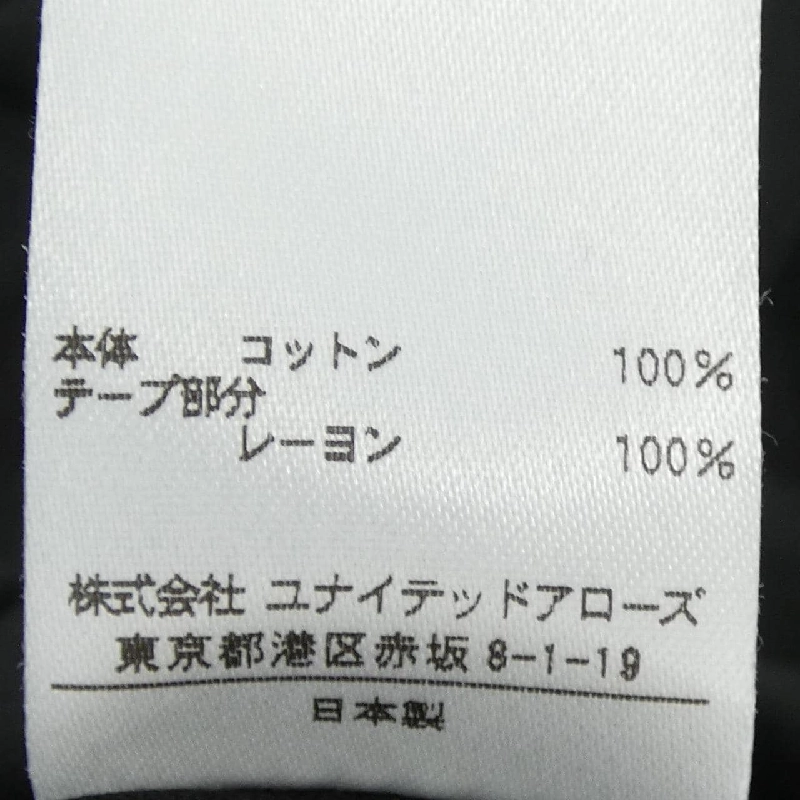 本体 コットン 100%
テープ部分
レーヨン 100%
株式会社 ユナイテッドアローズ
東京都港区赤坂 8-1-19
日本製